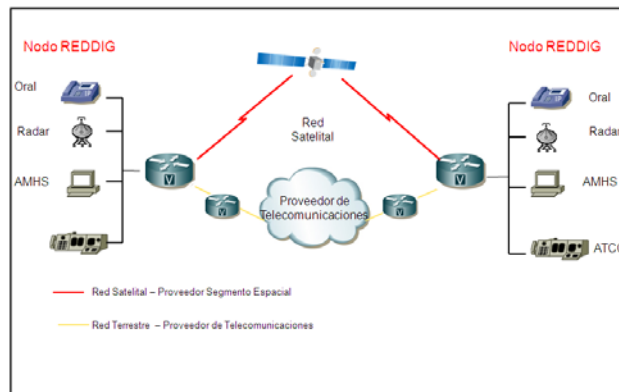 Nodo REDDIG
Nodo REDDIG
Oral
Radar
AMHS
Red
Satelital
Proveedor de
Telecomunicaciones
V
V
V
V
Oral
Radar
AMHS
ATCC
Red Satelital – Proveedor Segmento Espacial
Red Terrestre – Proveedor de Telecomunicaciones